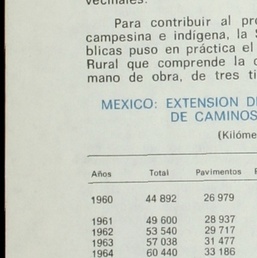 vecinales.
Para contribuir al pro
campesina e indígena, la S
blicas puso en práctica el
Rural que comprende la c
mano de obra, de tres ti
MEXICO: EXTENSION D
DE CAMINOS
(Kilóme
Años Total Pavimentos
1960 44 892 26 979
1961 49 600 28 937
1962 53 540 29 717
1963 57 038 31 477
1964 60 440 33 186